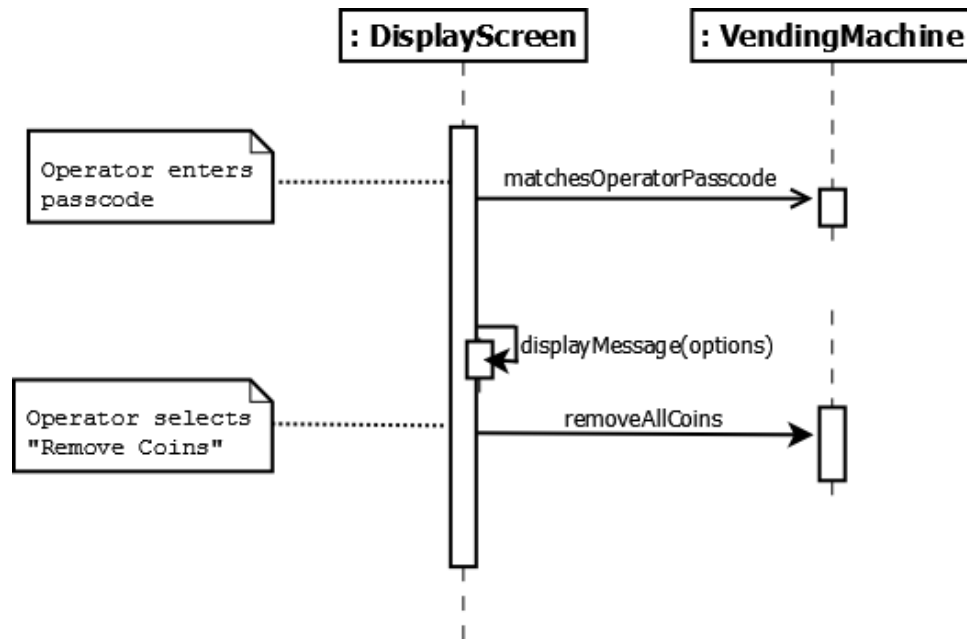 : DisplayScreen
: VendingMachine
Operator enters
passcode
matchesOperatorPasscode
displayMessage(options)
Operator selects
"Remove Coins"
removeAllCoins